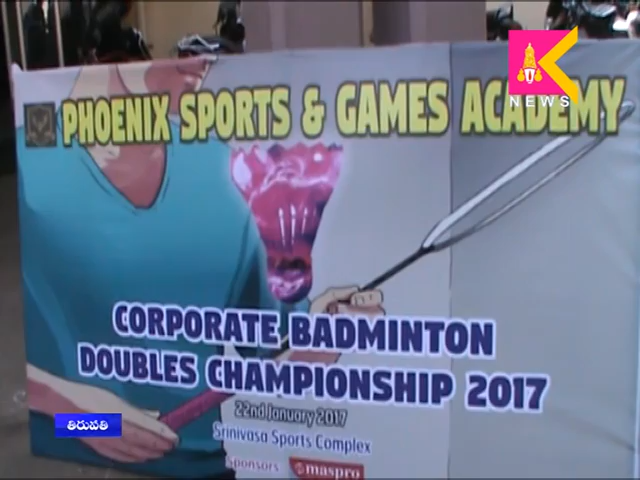 K
NEWS
PHOENIX SPORTS & GAMES ACADEMY
CORPORATE BADMINTON
DOUBLES CHAMPIONSHIP 2017
22nd January 2017
Srinivasa Sports Complex
Sponsors maspro
తిరుపతి